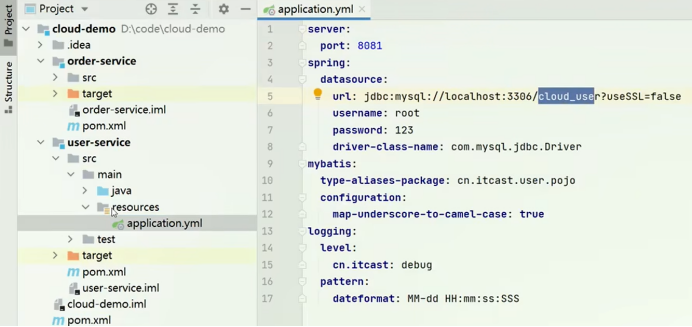 Project
application.yml
cloud-demo D:\code\cloud-demo
.idea
order-service
src
target
order-service.iml
pom.xml
user-service
src
main
java
resources
application.yml
test
target
pom.xml
user-service.iml
cloud-demo.iml
pom.xml
Project
Structure
1 server:
2 port: 8081
3 spring:
4 datasource:
5 url: jdbc:mysql://localhost:3306/cloud_user?useSSL=false
6 username: root
7 password: 123
8 driver-class-name: com.mysql.jdbc.Driver
9 mybatis:
10 type-aliases-package: cn.itcast.user.pojo
11 configuration:
12 map-underscore-to-camel-case: true
13 logging:
14 level:
15 cn.itcast: debug
16 pattern:
17 dateformat: MM-dd HH:mm:ss:SSS